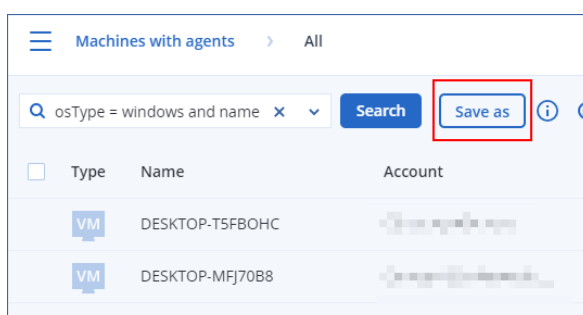 Machines with agents > All
osType = windows and name × Search Save as i
Type Name Account
VM DESKTOP-T5FBOHC
VM DESKTOP-MFJ70B8